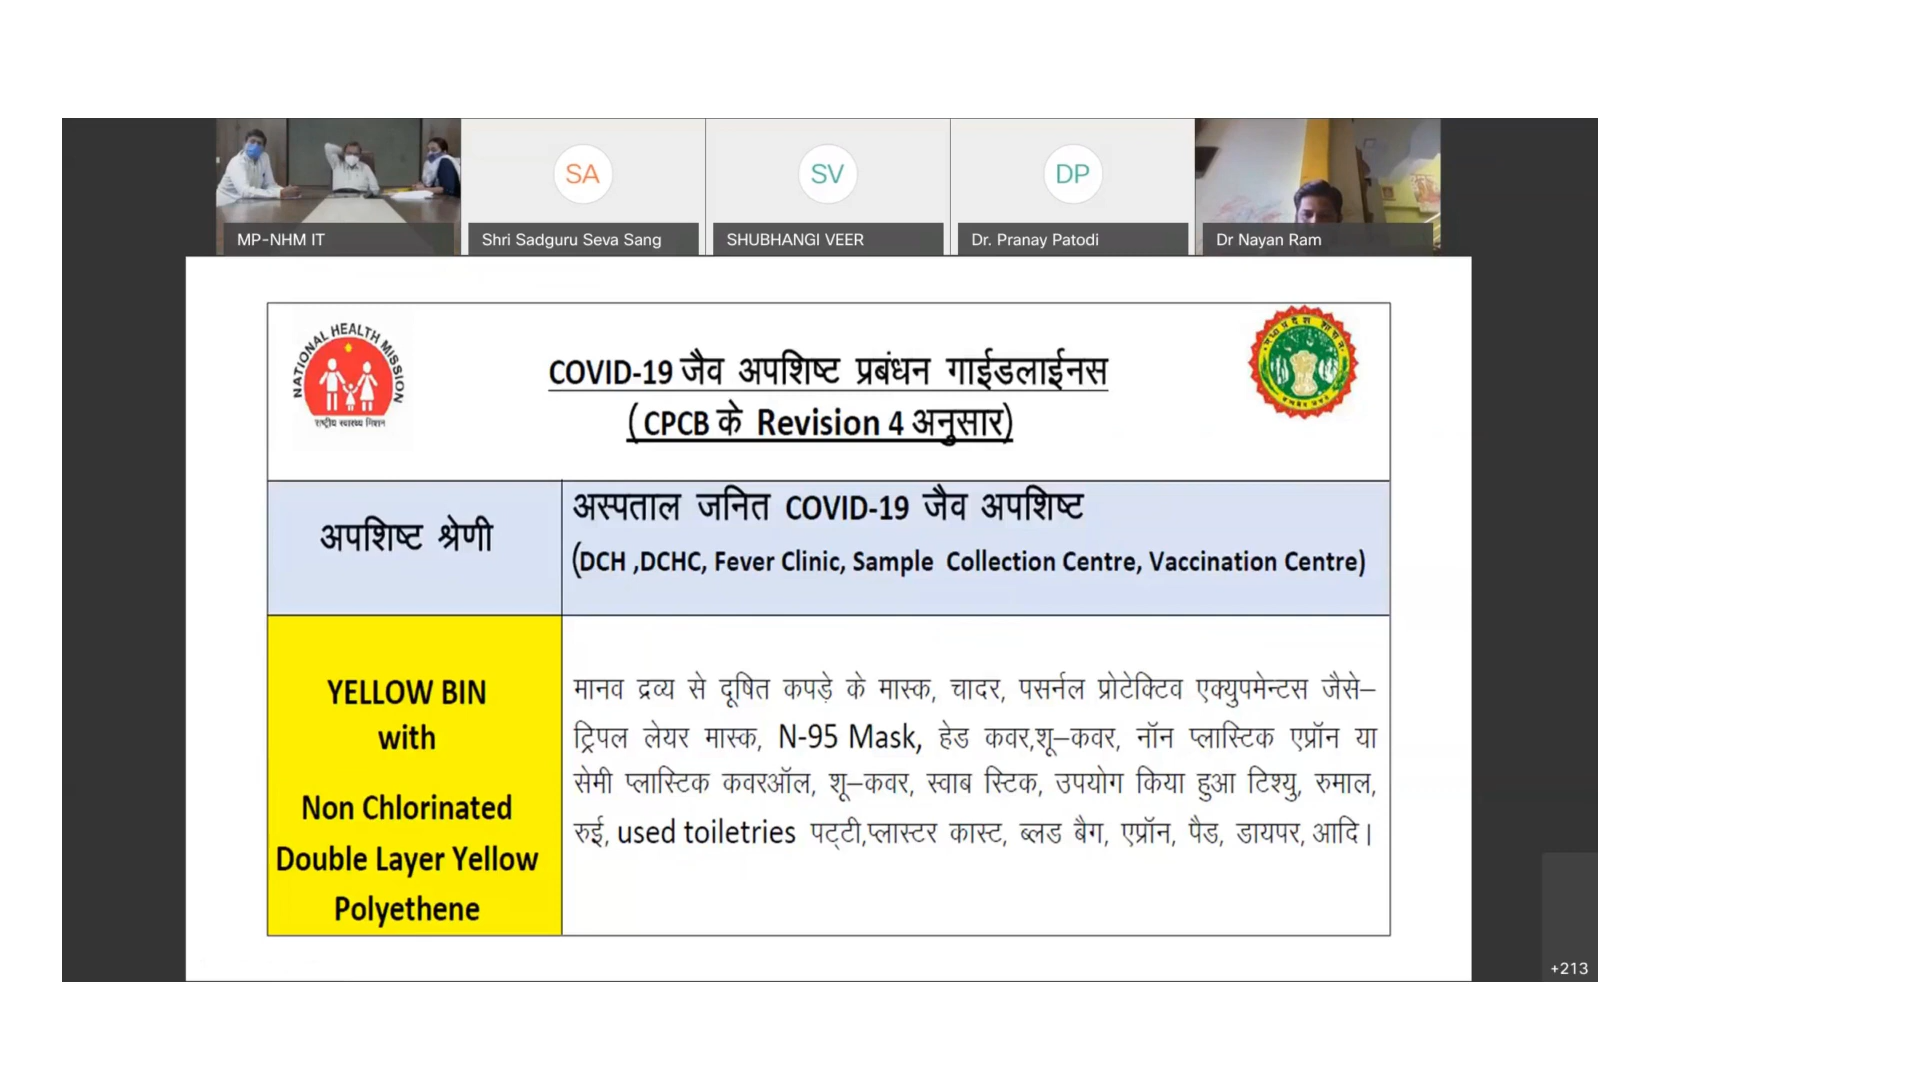 MP-NHM IT
SA
Shri Sadguru Seva Sang
SV
SHUBHANGI VEER
DP
Dr. Pranay Patodi
Dr Nayan Ram
NATIONAL HEALTH MISSION
राष्ट्रीय स्वास्थ्य मिशन
COVID-19 जैव अपशिष्ट प्रबंधन गाईडलाईनस
( CPCB के Revision 4 अनुसार)
अपशिष्ट श्रेणी
अस्पताल जनित COVID-19 जैव अपशिष्ट
(DCH ,DCHC, Fever Clinic, Sample Collection Centre, Vaccination Centre)
YELLOW BIN
with
Non Chlorinated
Double Layer Yellow
Polyethene
मानव द्रव्य से दूषित कपड़े के मास्क, चादर, पसर्नल प्रोटेक्टिव एक्युपमेन्टस जैसे–
ट्रिपल लेयर मास्क, N-95 Mask, हेड कवर,शू–कवर, नॉन प्लास्टिक एप्रॉन या
सेमी प्लास्टिक कवरऑल, शू–कवर, स्वाब स्टिक, उपयोग किया हुआ टिश्यु, रुमाल,
रुई, used toiletries पट्टी,प्लास्टर कास्ट, ब्लड बैग, एप्रॉन, पैड, डायपर, आदि।
+213